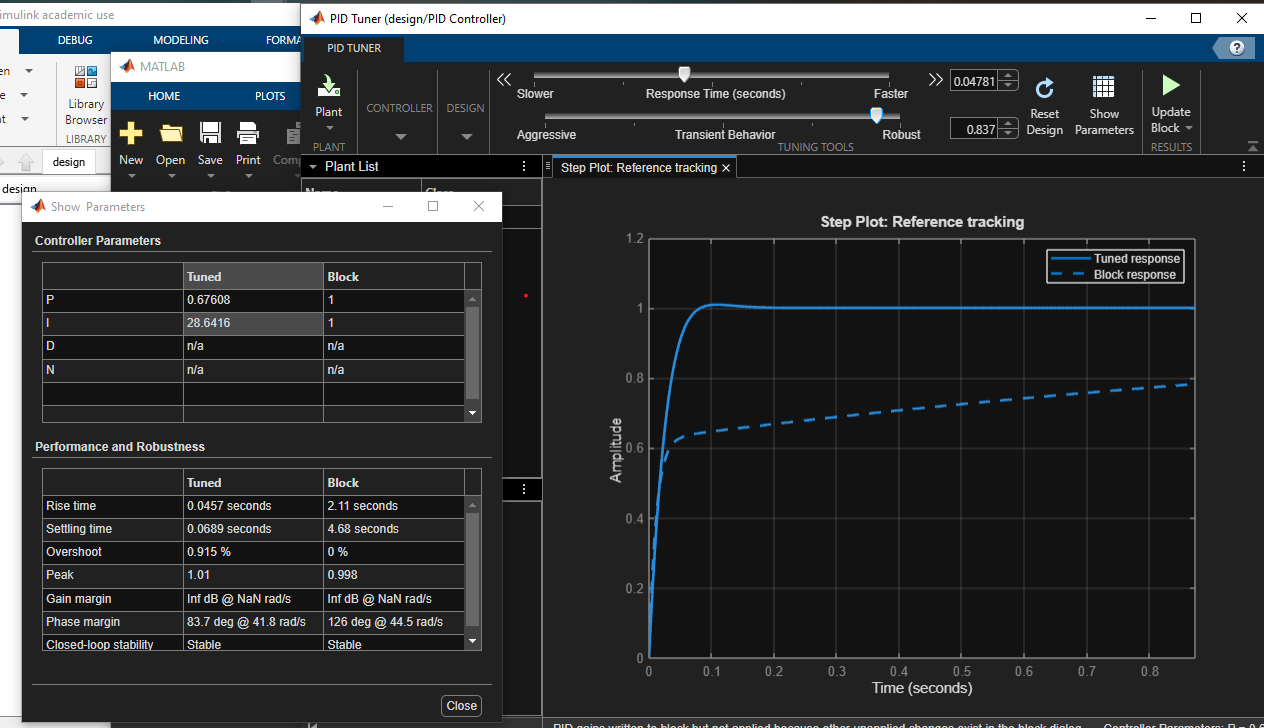 imulink academic use
DEBUG
MODELING
FORMA
Library
Browser
LIBRARY
design
design
MATLAB
HOME
PLOTS
New
Open
Save
Print
Comp
PID Tuner (design/PID Controller)
PID TUNER
?
Plant
PLANT
CONTROLLER
DESIGN
Slower
Response Time (seconds)
Faster
0.04781
Aggressive
Transient Behavior
Robust
0.837
TUNING TOOLS
Reset
Design
Show
Parameters
Update
Block
RESULTS
Plant List
Step Plot: Reference tracking
Show Parameters
Controller Parameters
Tuned Block
P 0.67608 1
I 28.6416 1
D n/a n/a
N n/a n/a
Performance and Robustness
Tuned Block
Rise time 0.0457 seconds 2.11 seconds
Settling time 0.0689 seconds 4.68 seconds
Overshoot 0.915 % 0 %
Peak 1.01 0.998
Gain margin Inf dB @ NaN rad/s Inf dB @ NaN rad/s
Phase margin 83.7 deg @ 41.8 rad/s 126 deg @ 44.5 rad/s
Closed-loop stability Stable Stable
Close
Step Plot: Reference tracking
Tuned response
Block response
1.2
1
0.8
0.6
0.4
0.2
0
Amplitude
0 0.1 0.2 0.3 0.4 0.5 0.6 0.7 0.8
Time (seconds)
PID gains written to block but not applied because other unapplied changes exist in the block dialog. Controller Parameters: P = 0.6